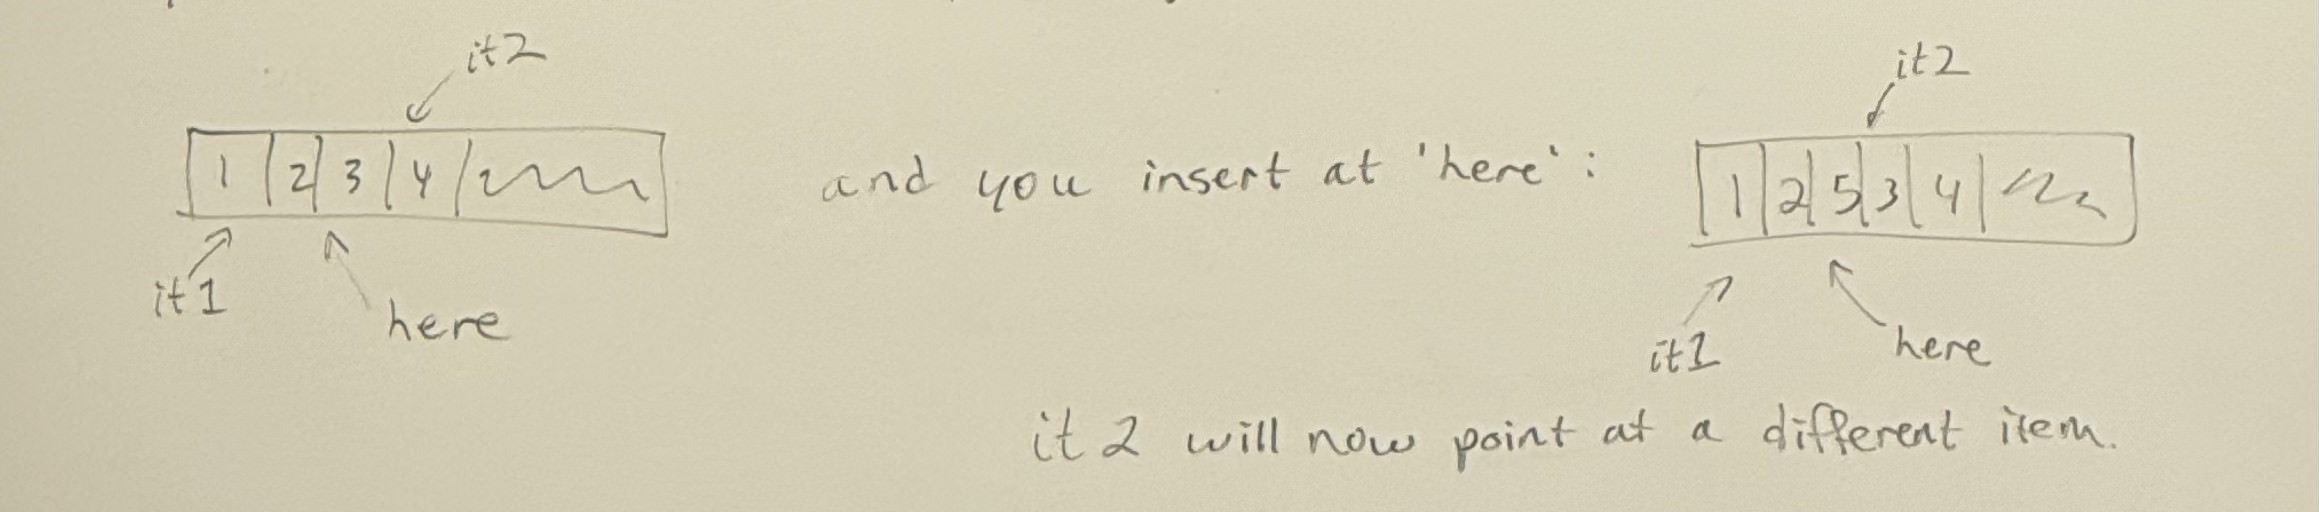 it2
it2
1 2 3 4
and you insert at 'here':
1 2 5 3 4
it1
here
it1
here
it2 will now point at a different item.